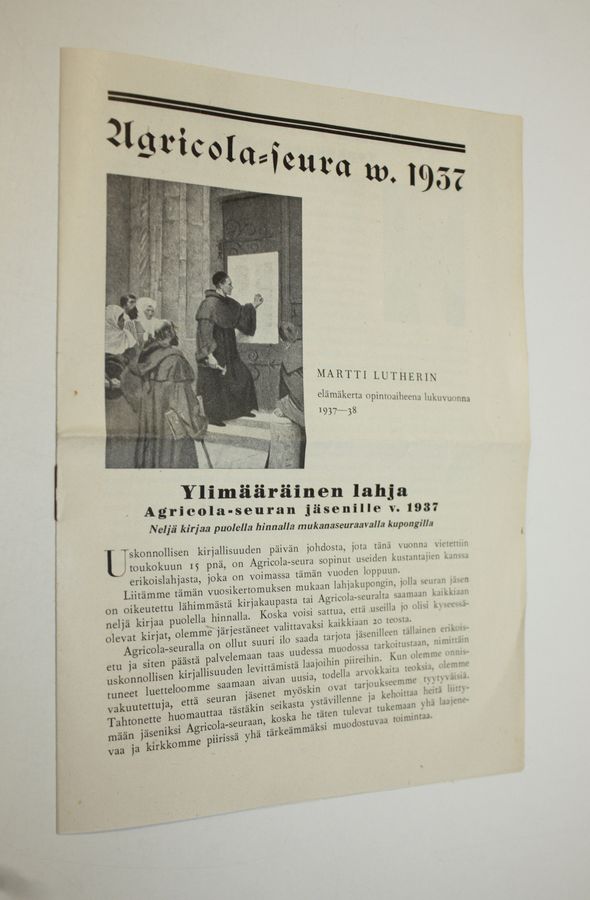 Agricola-seura w. 1937
MARTTI LUTHERIN
elämäkerta opintoaiheena lukuvuonna
1937—38
Ylimääräinen lahja
Agricola-seuran jäsenille v. 1937
Neljä kirjaa puolella hinnalla mukanaseuraavalla kupongilla
Uskonnollisen kirjallisuuden päivän johdosta, jota tänä vuonna vietettiin
toukokuun 15 pnä, on Agricola-seura sopinut useiden kustantajien kanssa
erikoislahjasta, joka on voimassa tämän vuoden loppuun.
Liitämme tämän vuosikertomuksen mukaan lahjakupongin, jolla seuran jäsen
on oikeutettu lähimmästä kirjakaupasta tai Agricola-seuralta saamaan kaikkiaan
neljä kirjaa puolella hinnalla. Koska voisi sattua, että useilla jo olisi kyseessä-
olevat kirjat, olemme järjestäneet valittavaksi kaikkiaan 20 teosta.
Agricola-seuralla on ollut suuri ilo saada tarjota jäsenilleen tällainen erikois-
etu ja siten päästä palvelemaan taas uudessa muodossa tarkoitustaan, nimittäin
uskonnollisen kirjallisuuden levittämistä laajoihin piireihin. Kun olemme onnis-
tuneet luetteloomme saamaan aivan uusia, todella arvokkaita teoksia, olemme
vakuutettuja, että seuran jäsenet myöskin ovat tarjoukseemme tyytyväisiä.
Tahtonette huomauttaa tästäkin seikasta ystävillenne ja kehoittaa heitä liitty-
mään jäseniksi Agricola-seuraan, koska he täten tulevat tukemaan yhä laajene-
vaa ja kirkkomme piirissä yhä tärkeämmäksi muodostuvaa toimintaa.